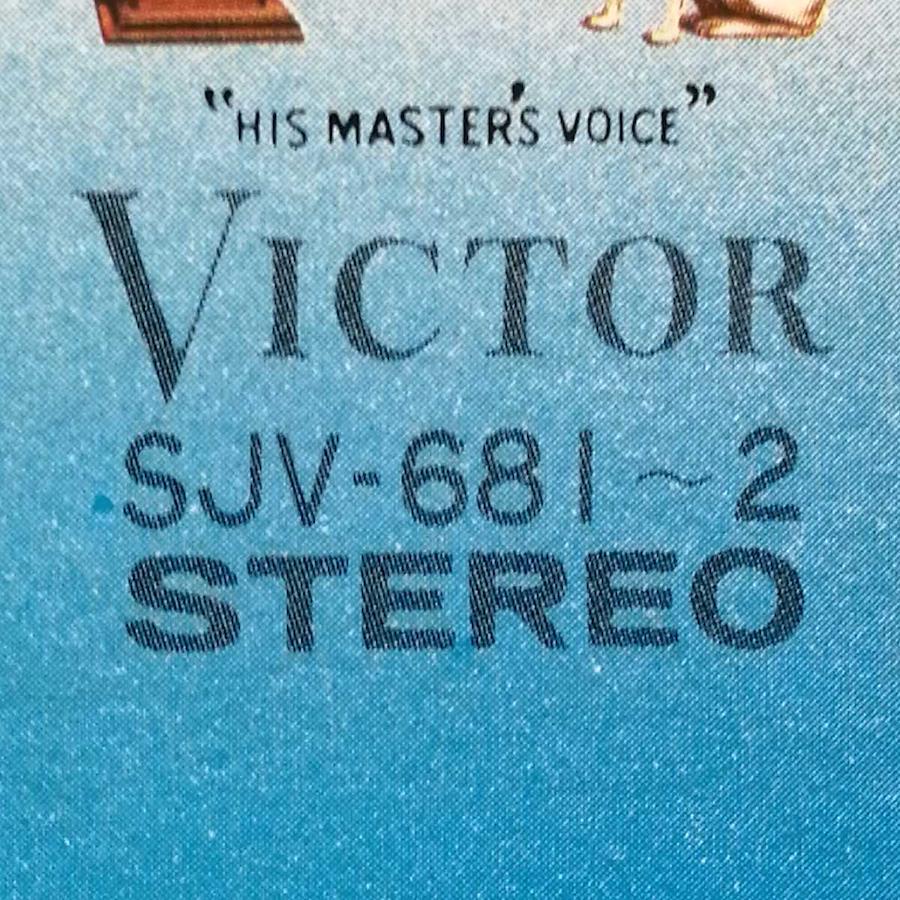 “HIS MASTER'S VOICE”
VICTOR
SJV-681~2
STEREO